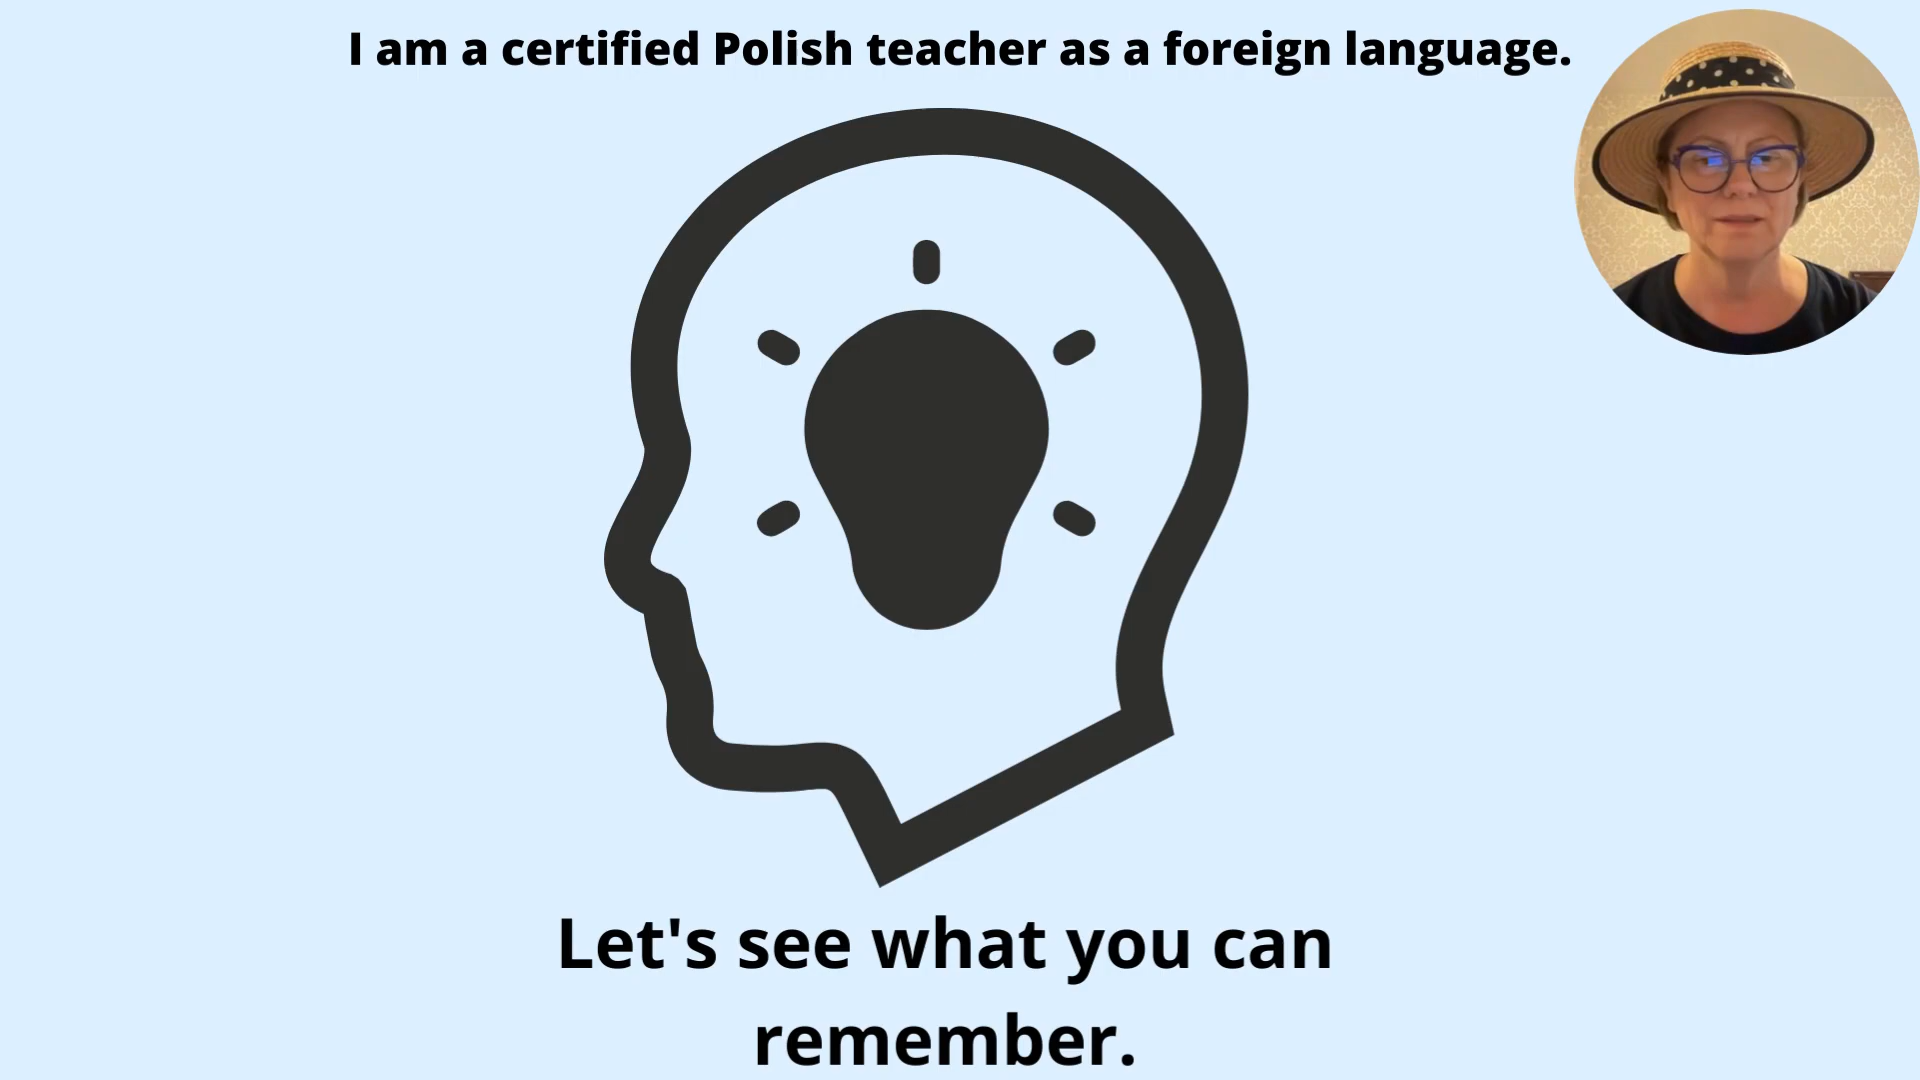 I am a certified Polish teacher as a foreign language.
Let's see what you can
remember.